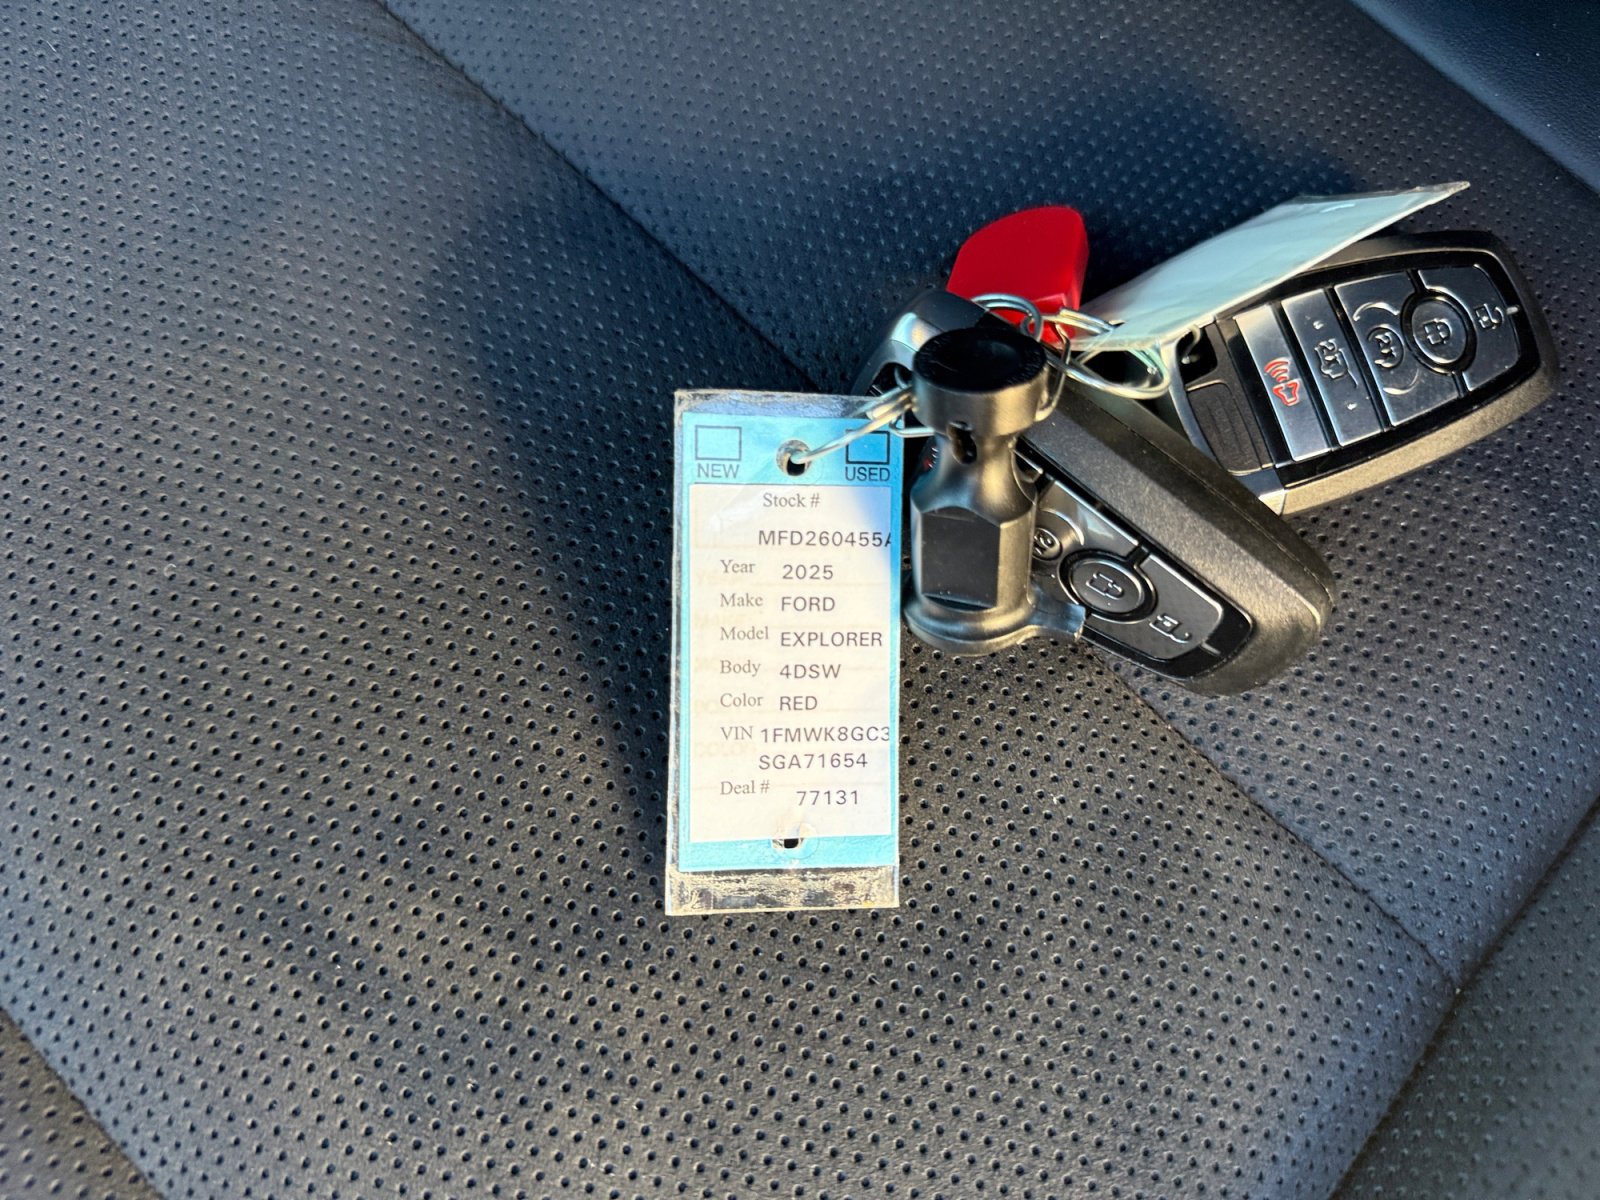 NEW USED
Stock #
MFD260455A
Year 2025
Make FORD
Model EXPLORER
Body 4DSW
Color RED
VIN 1FMWK8GC3
SGA71654
Deal # 77131